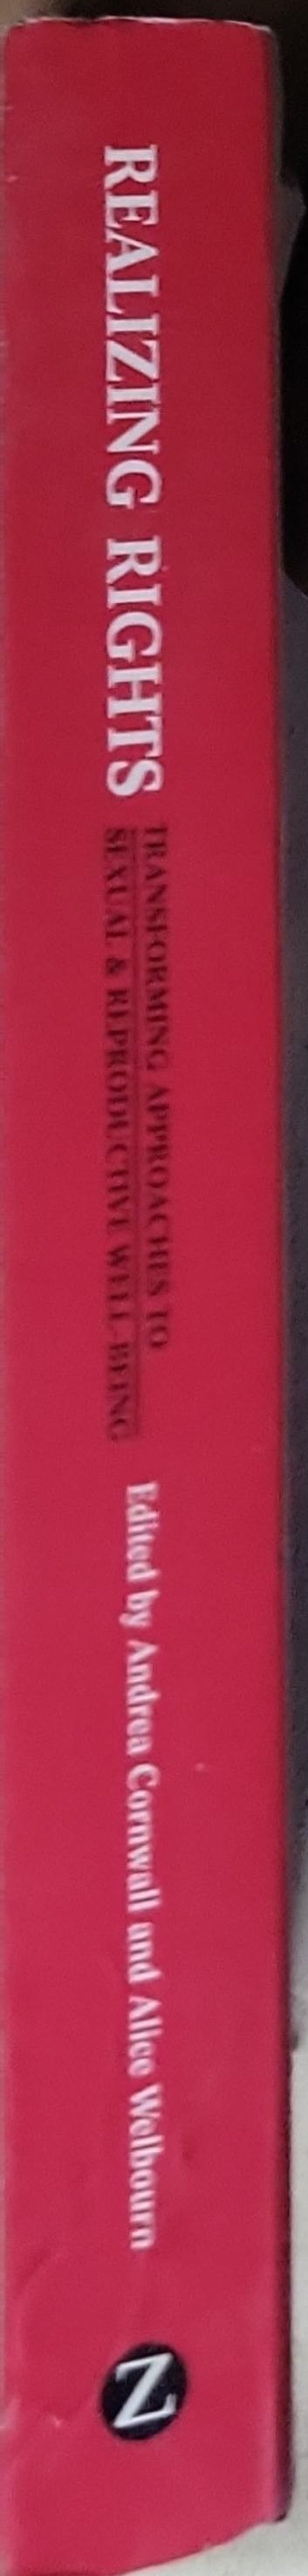 REALIZING RIGHTS
TRANSFORMING APPROACHES TO
SEXUAL & REPRODUCTIVE WELL-BEING
Edited by Andrea Cornwall and Alice Welbourn
Z